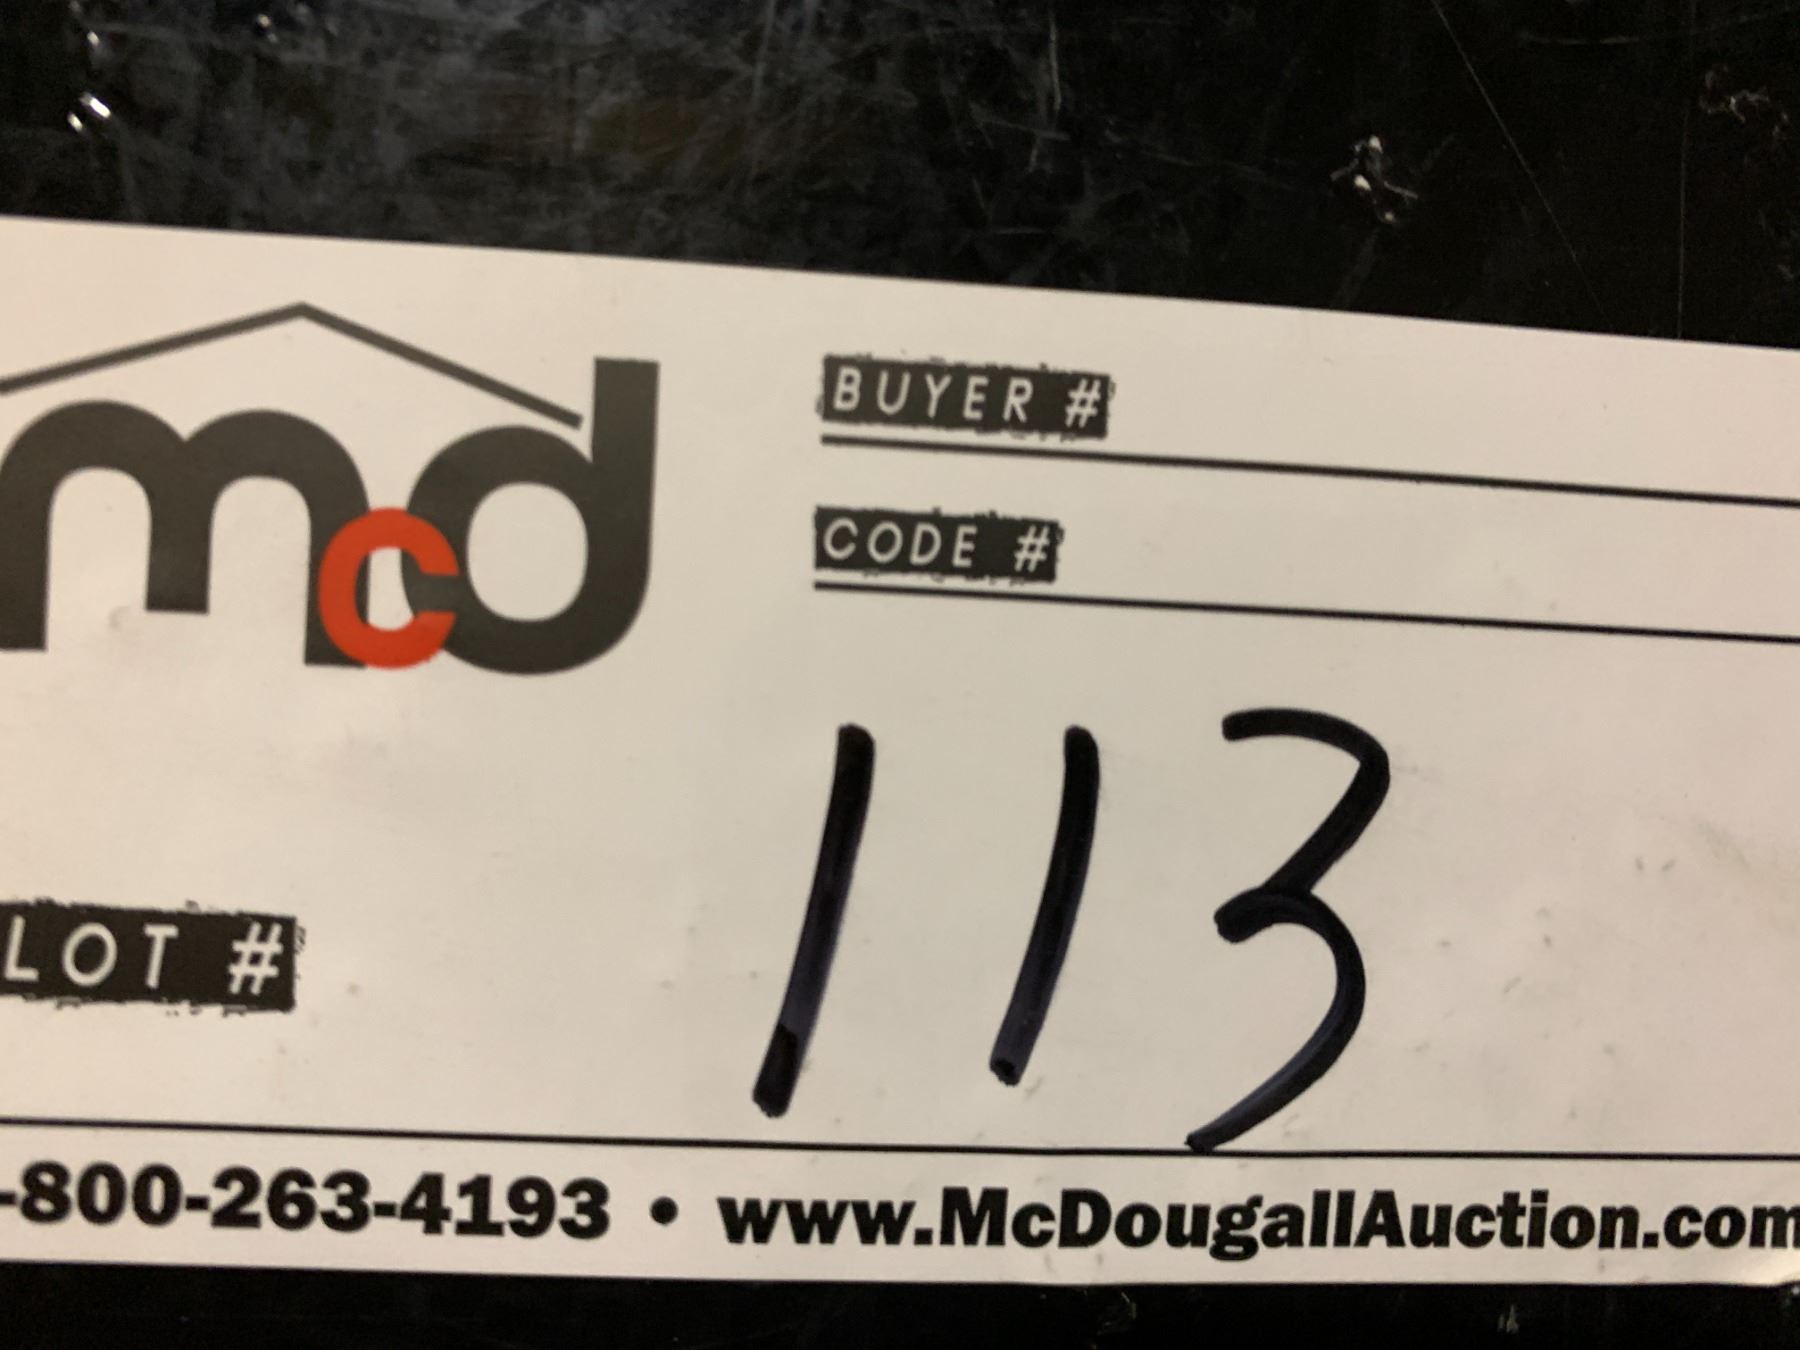 mcd
BUYER #
CODE #
LOT # 113
-800-263-4193 • www.McDougallAuction.com